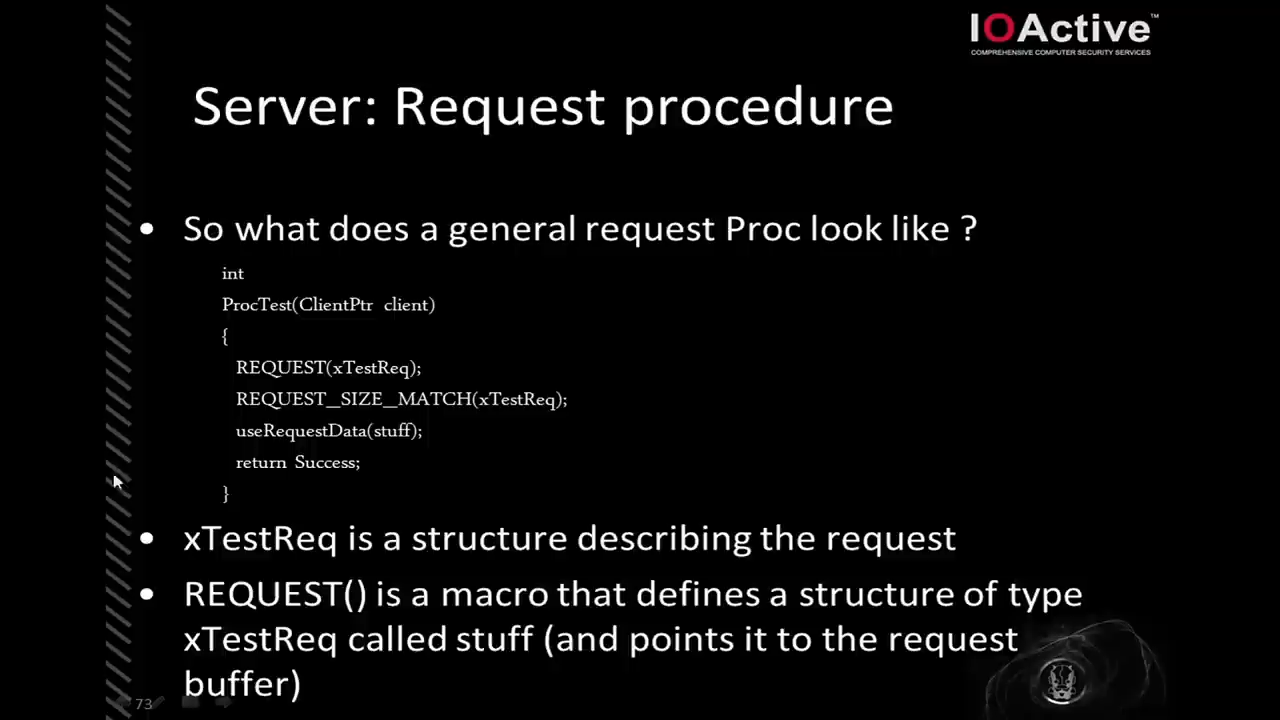 IOActive™
COMPREHENSIVE COMPUTER SECURITY SERVICES
Server: Request procedure
• So what does a general request Proc look like ?
int
ProcTest(ClientPtr client)
{
REQUEST(xTestReq);
REQUEST_SIZE_MATCH(xTestReq);
useRequestData(stuff);
return Success;
}
• xTestReq is a structure describing the request
• REQUEST() is a macro that defines a structure of type
xTestReq called stuff (and points it to the request
buffer)
73